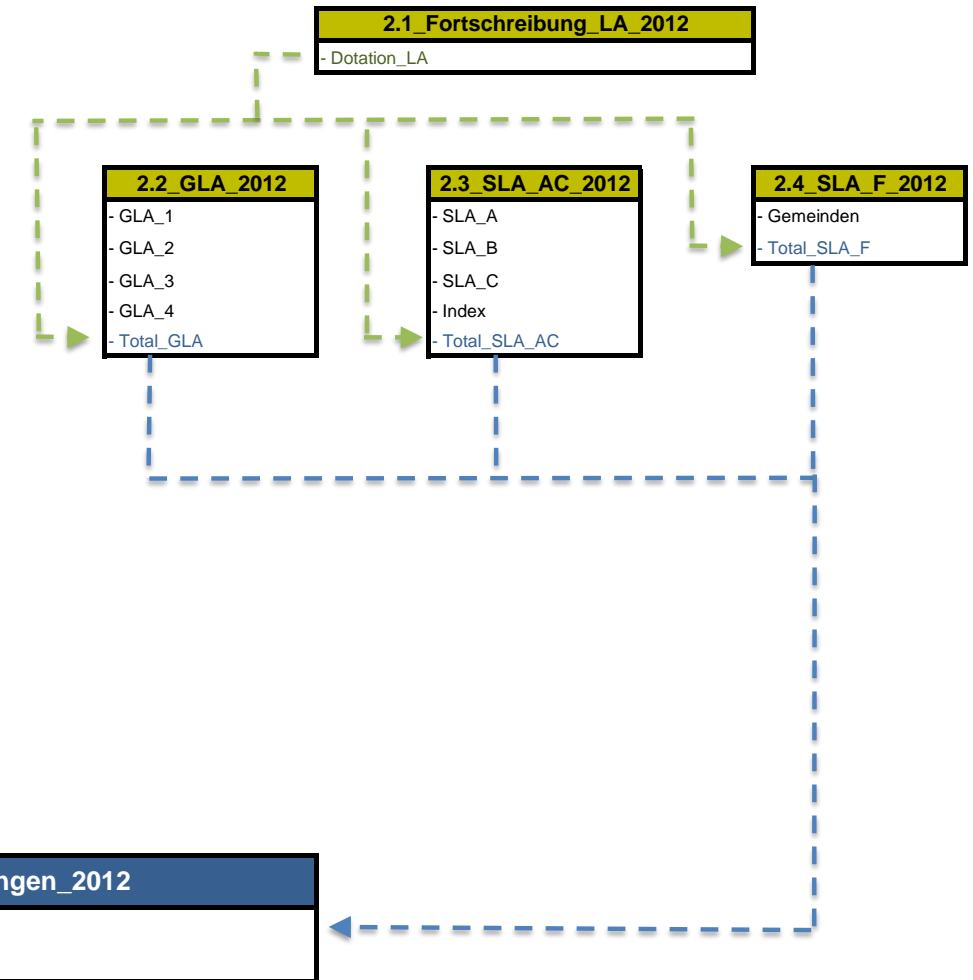 2.1_Fortschreibung_LA_2012
- Dotation_LA
2.2_GLA_2012
- GLA_1
- GLA_2
- GLA_3
- GLA_4
- Total_GLA
2.3_SLA_AC_2012
- SLA_A
- SLA_B
- SLA_C
- Index
- Total_SLA_AC
2.4_SLA_F_2012
- Gemeinden
- Total_SLA_F
ngen_2012